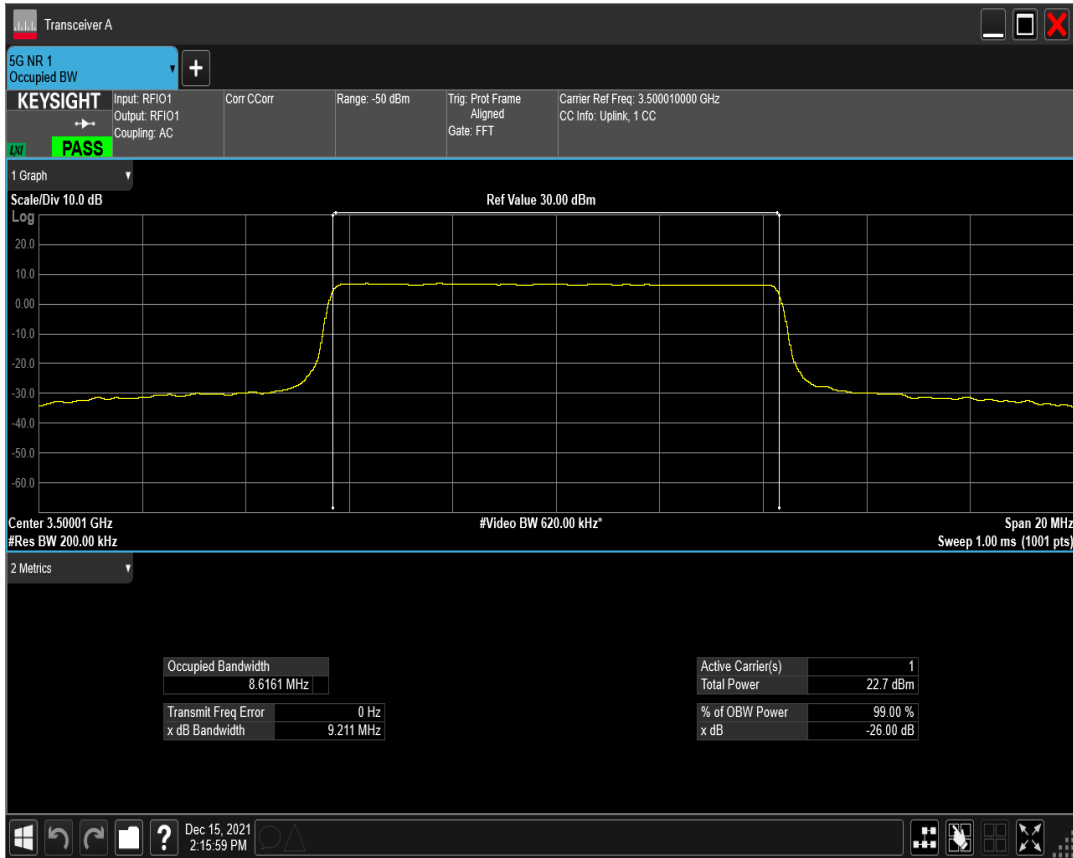 Transceiver A
5G NR 1
Occupied BW
KEYSIGHT
LXI
PASS
Input: RFIO1
Output: RFIO1
Coupling: AC
Corr CCorr
Range: -50 dBm
Trig: Prot Frame
Aligned
Gate: FFT
Carrier Ref Freq: 3.500010000 GHz
CC Info: Uplink, 1 CC
1 Graph
Scale/Div 10.0 dB
Ref Value 30.00 dBm
Log
20.0
10.0
0.00
-10.0
-20.0
-30.0
-40.0
-50.0
-60.0
Center 3.50001 GHz
#Video BW 620.00 kHz*
Span 20 MHz
#Res BW 200.00 kHz
Sweep 1.00 ms (1001 pts)
2 Metrics
Occupied Bandwidth
8.6161 MHz
Transmit Freq Error 0 Hz
x dB Bandwidth 9.211 MHz
Active Carrier(s) 1
Total Power 22.7 dBm
% of OBW Power 99.00 %
x dB -26.00 dB
?
Dec 15, 2021
2:15:59 PM